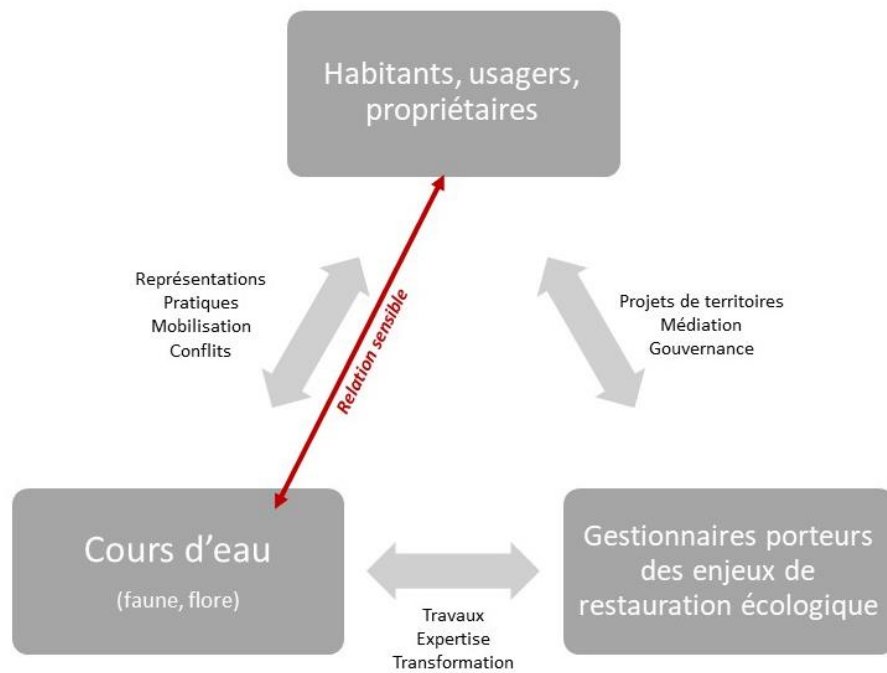 Habitants, usagers,
propriétaires
Représentations
Pratiques
Mobilisation
Conflits
Relation sensible
Projets de territoires
Médiation
Gouvernance
Cours d’eau
(faune, flore)
Travaux
Expertise
Transformation
Gestionnaires porteurs
des enjeux de
restauration écologique